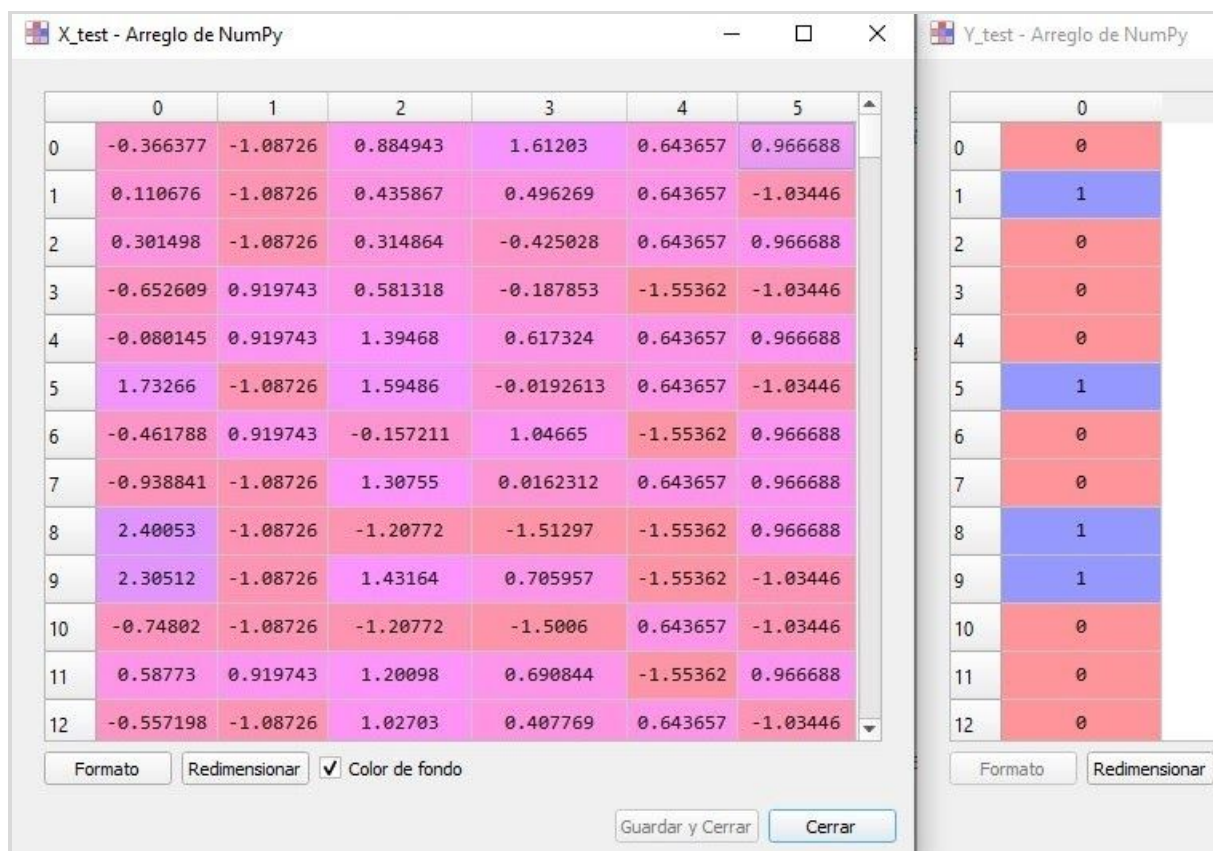 X_test - Arreglo de NumPy
0 1 2 3 4 5
0 -0.366377 -1.08726 0.884943 1.61203 0.643657 0.966688
1 0.110676 -1.08726 0.435867 0.496269 0.643657 -1.03446
2 0.301498 -1.08726 0.314864 -0.425028 0.643657 0.966688
3 -0.652609 0.919743 0.581318 -0.187853 -1.55362 -1.03446
4 -0.080145 0.919743 1.39468 0.617324 0.643657 0.966688
5 1.73266 -1.08726 1.59486 -0.0192613 0.643657 -1.03446
6 -0.461788 0.919743 -0.157211 1.04665 -1.55362 0.966688
7 -0.938841 -1.08726 1.30755 0.0162312 0.643657 0.966688
8 2.40053 -1.08726 -1.20772 -1.51297 -1.55362 0.966688
9 2.30512 -1.08726 1.43164 0.705957 -1.55362 -1.03446
10 -0.74802 -1.08726 -1.20772 -1.5006 0.643657 -1.03446
11 0.58773 0.919743 1.20098 0.690844 -1.55362 0.966688
12 -0.557198 -1.08726 1.02703 0.407769 0.643657 -1.03446
Formato Redimensionar Color de fondo
Guardar y Cerrar Cerrar
Y_test - Arreglo de NumPy
0
0 0
1 1
2 0
3 0
4 0
5 1
6 0
7 0
8 1
9 1
10 0
11 0
12 0
Formato Redimensionar